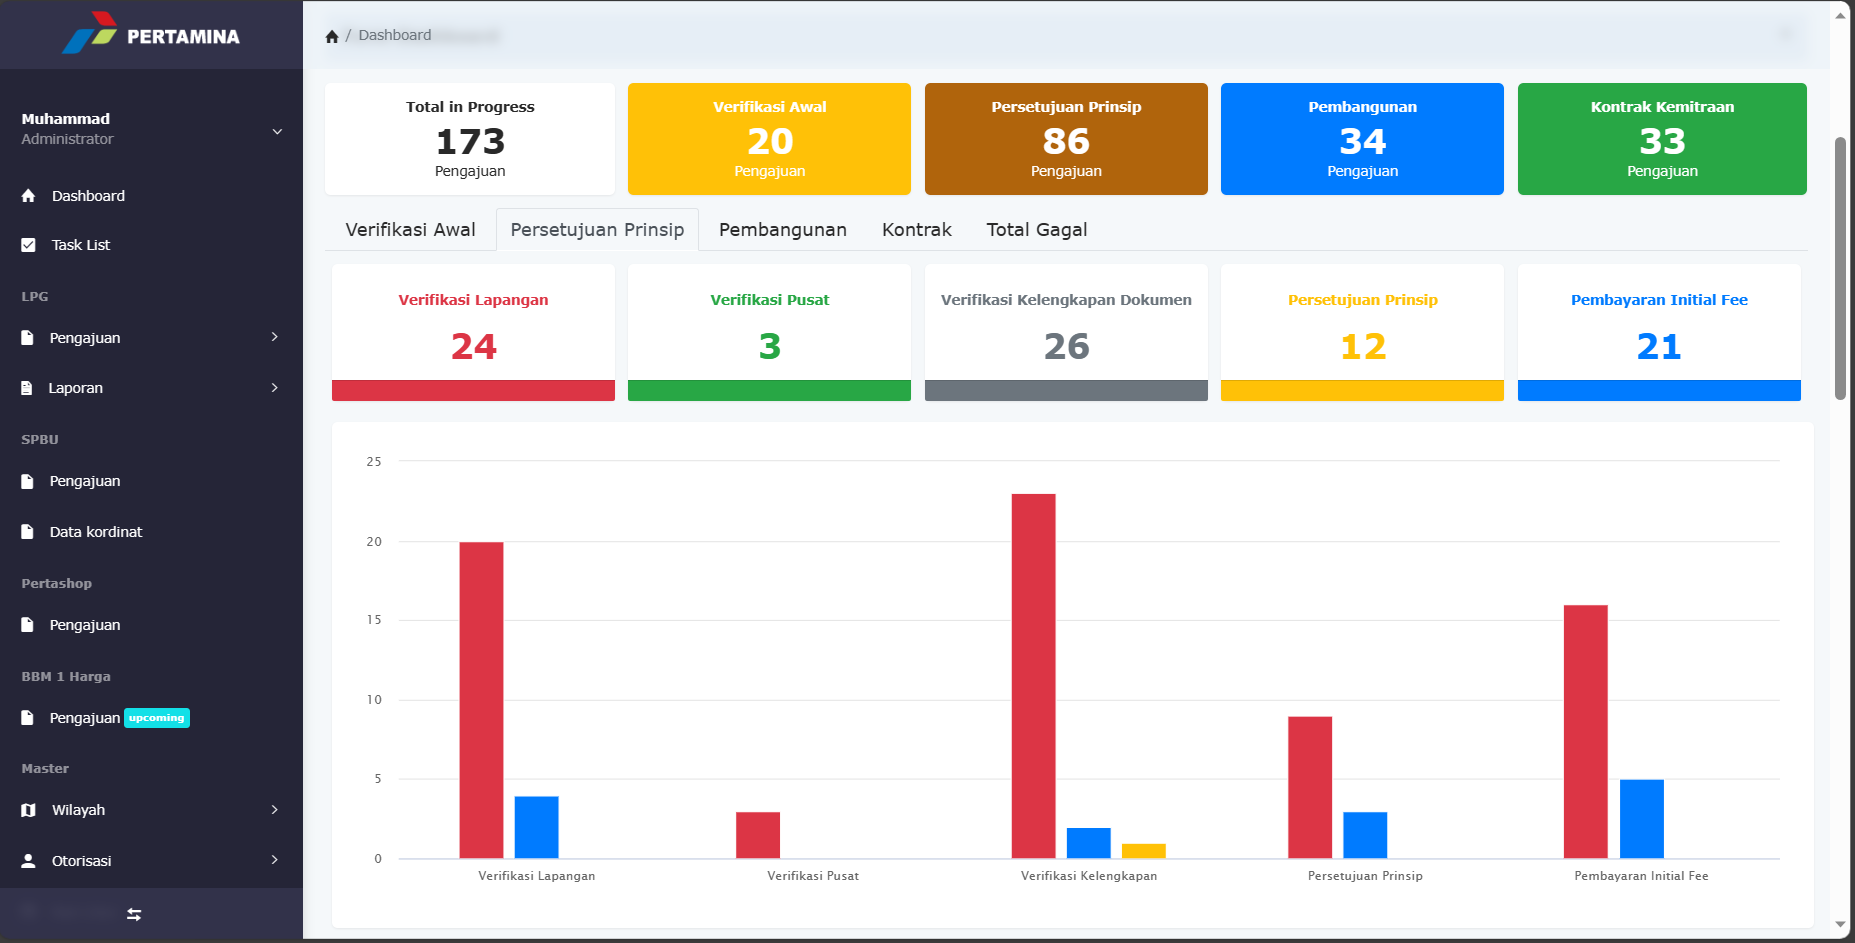 PERTAMINA
Muhammad
Administrator
Dashboard
Task List
LPG
Pengajuan
Laporan
SPBU
Pengajuan
Data kordinat
Pertashop
Pengajuan
BBM 1 Harga
Pengajuan upcoming
Master
Wilayah
Otorisasi
/ Dashboard
Total in Progress
173
Pengajuan
Verifikasi Awal
20
Pengajuan
Persetujuan Prinsip
86
Pengajuan
Pembangunan
34
Pengajuan
Kontrak Kemitraan
33
Pengajuan
Verifikasi Awal Persetujuan Prinsip Pembangunan Kontrak Total Gagal
Verifikasi Lapangan
24
Verifikasi Pusat
3
Verifikasi Kelengkapan Dokumen
26
Persetujuan Prinsip
12
Pembayaran Initial Fee
21
25
20
15
10
5
0
Verifikasi Lapangan Verifikasi Pusat Verifikasi Kelengkapan Persetujuan Prinsip Pembayaran Initial Fee